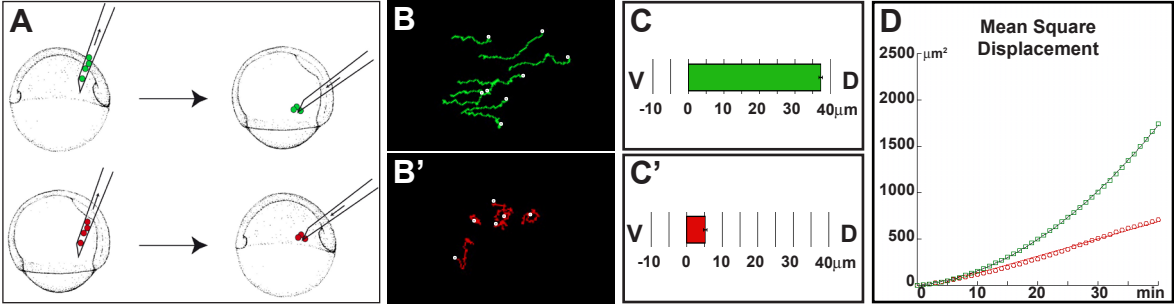 A
B
B'
C
V D
-10 0 10 20 30 40μm
C'
V D
-10 0 10 20 30 40μm
D
Mean Square
Displacement
2500 μm²
2000
1500
1000
500
0
0 10 20 30 min